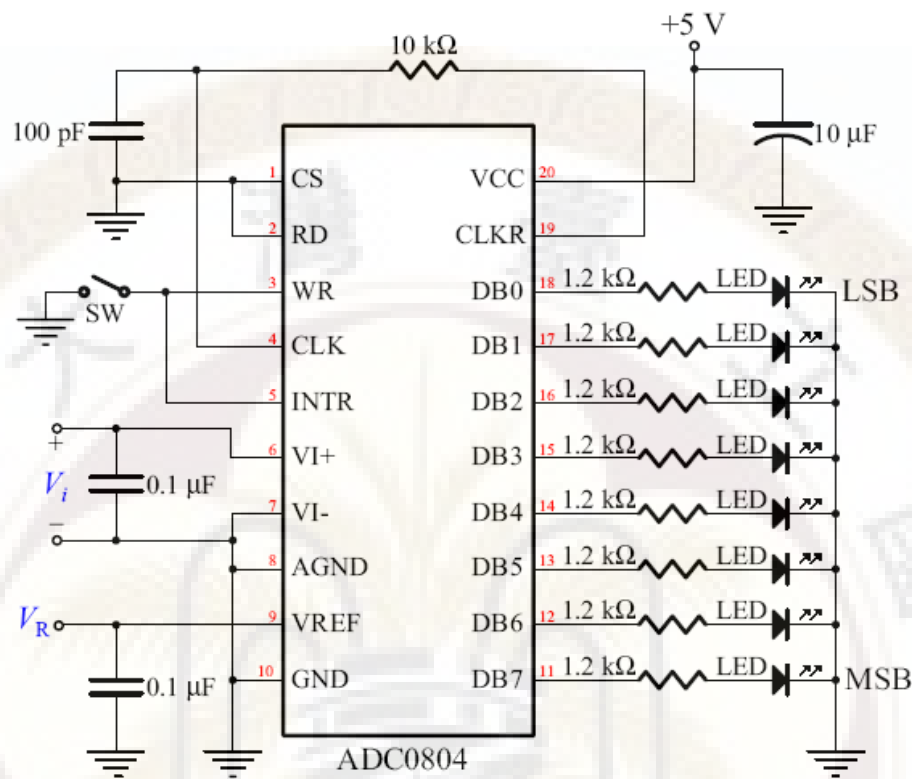 +5 V
10 kΩ
100 pF
10 μF
1 CS VCC 20
2 RD CLKR 19
SW 3 WR DB0 18 1.2 kΩ LED LSB
4 CLK DB1 17 1.2 kΩ LED
5 INTR DB2 16 1.2 kΩ LED
+
6 VI+ DB3 15 1.2 kΩ LED
Vi 0.1 μF
7 VI- DB4 14 1.2 kΩ LED
−
8 AGND DB5 13 1.2 kΩ LED
VR 9 VREF DB6 12 1.2 kΩ LED
0.1 μF
10 GND DB7 11 1.2 kΩ LED MSB
ADC0804